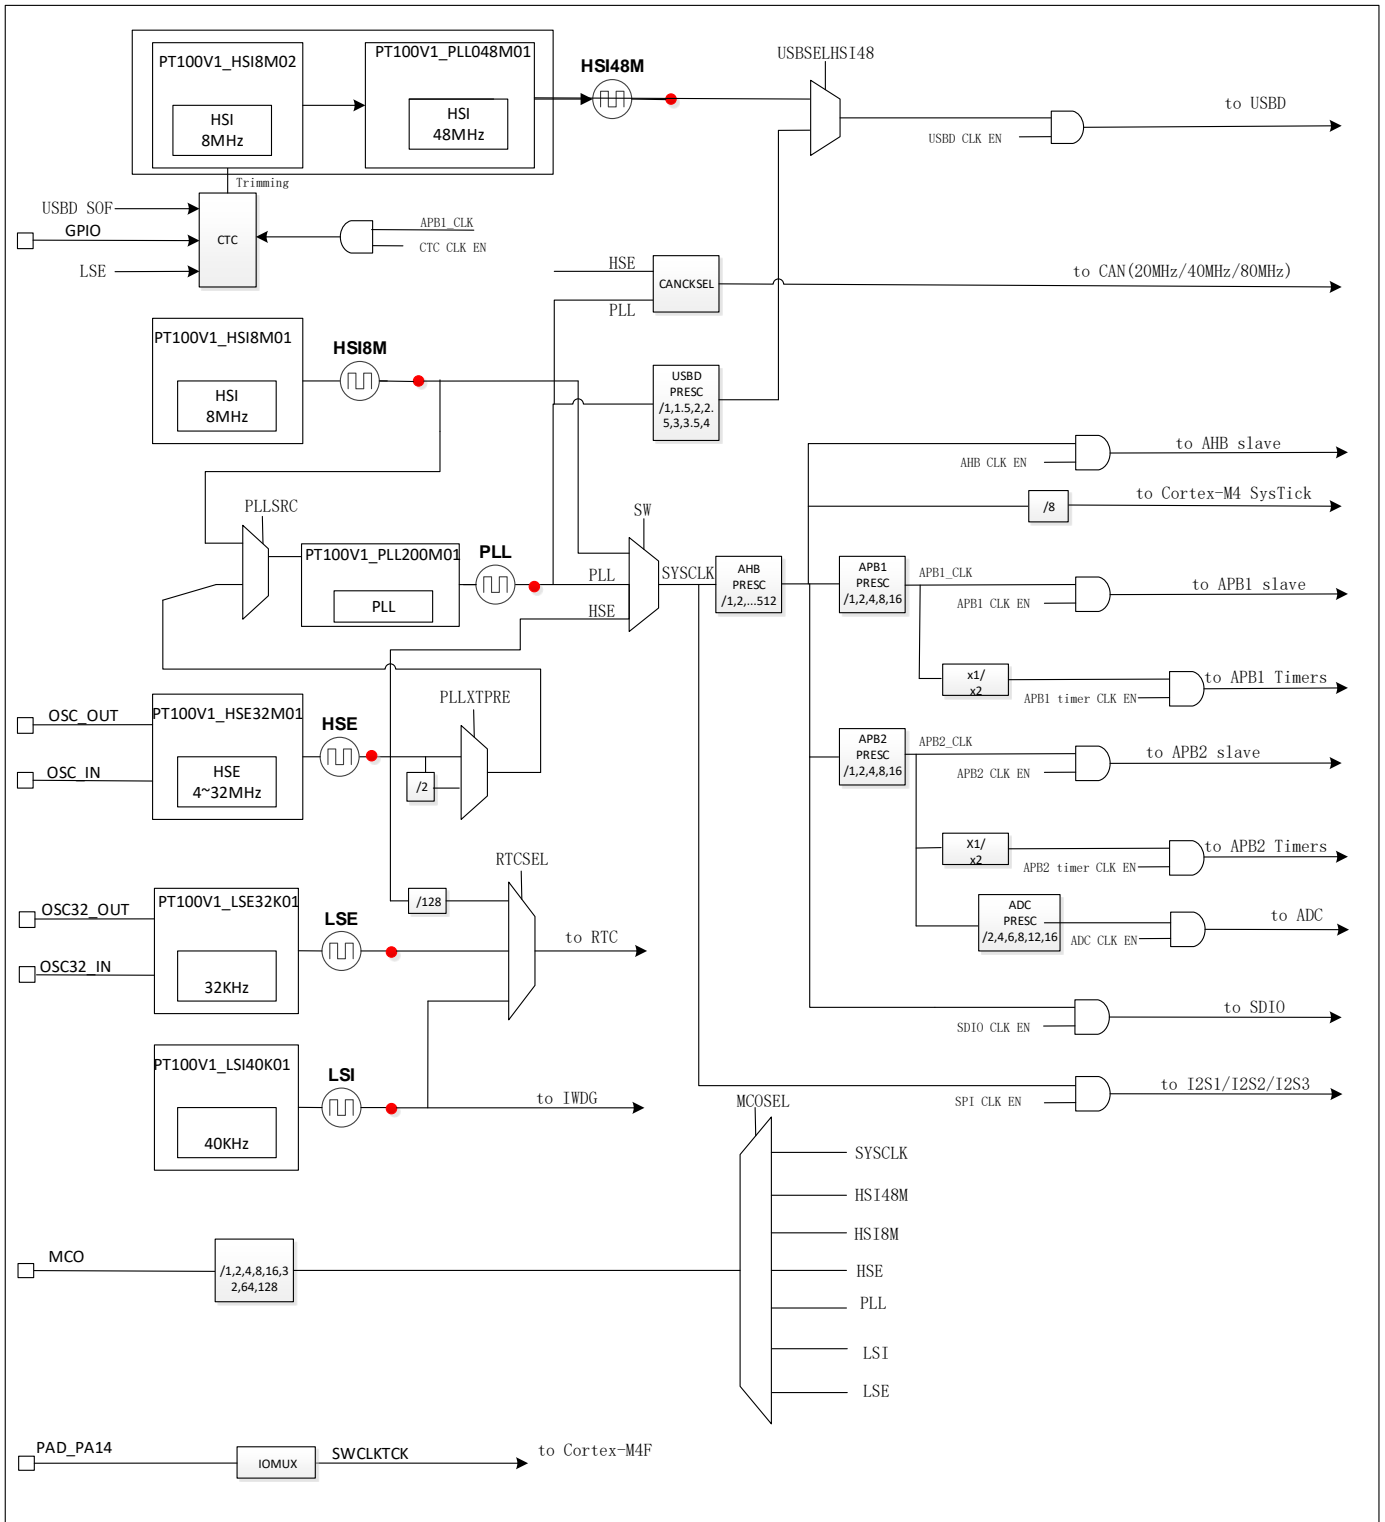 PT100V1_HSI8M02
HSI
8MHz
PT100V1_PLL048M01
HSI
48MHz
HSI48M
USBSELHSI48
to USBD
USBD CLK EN
Trimming
USBD SOF
GPIO
LSE
CTC
APB1_CLK
CTC CLK EN
HSE
PLL
CANCKSEL
to CAN(20MHz/40MHz/80MHz)
PT100V1_HSI8M01
HSI
8MHz
HSI8M
USBD
PRESC
/1,1.5,2,2.
5,3,3.5,4
to AHB slave
AHB CLK EN
to Cortex-M4 SysTick
/8
PLLSRC
PT100V1_PLL200M01
PLL
PLL
SW
PLL
HSE
SYSCLK
AHB
PRESC
/1,2,...512
APB1
PRESC
/1,2,4,8,16
APB1_CLK
APB1 CLK EN
to APB1 slave
x1/
x2
APB1 timer CLK EN
to APB1 Timers
OSC_OUT
OSC_IN
PT100V1_HSE32M01
HSE
4~32MHz
HSE
PLLXTPRE
/2
APB2
PRESC
/1,2,4,8,16
APB2_CLK
APB2 CLK EN
to APB2 slave
X1/
x2
APB2 timer CLK EN
to APB2 Timers
RTCSEL
/128
OSC32_OUT
OSC32_IN
PT100V1_LSE32K01
32KHz
LSE
to RTC
ADC
PRESC
/2,4,6,8,12,16
ADC CLK EN
to ADC
SDIO CLK EN
to SDIO
PT100V1_LSI40K01
40KHz
LSI
to IWDG
SPI CLK EN
to I2S1/I2S2/I2S3
MCOSEL
SYSCLK
HSI48M
HSI8M
HSE
PLL
LSI
LSE
MCO
/1,2,4,8,16,3
2,64,128
PAD_PA14
IOMUX
SWCLKTCK
to Cortex-M4F